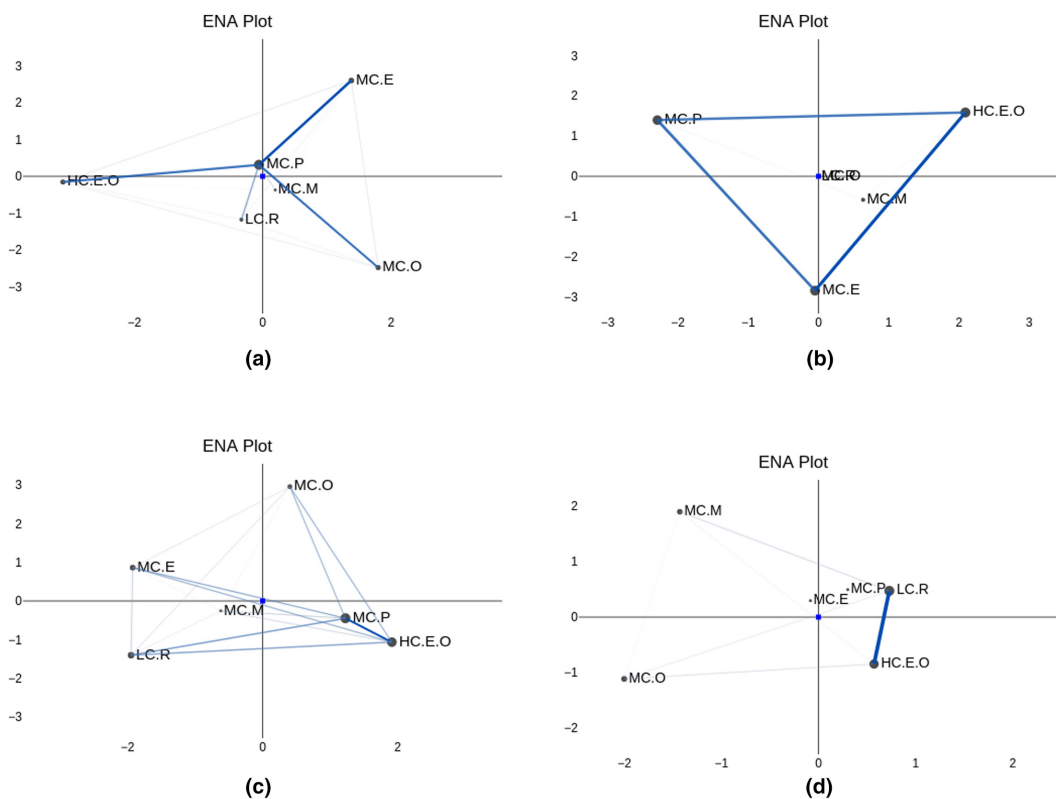 ENA Plot
3
2
1
0
−1
−2
−3
−2
0
2
MC.E
MC.P
HC.E.O
MC.M
LC.R
MC.O
(a)
ENA Plot
3
2
1
0
−1
−2
−3
−3
−2
−1
0
1
2
3
MC.P
HC.E.O
MC.M
MC.E
(b)
ENA Plot
3
2
1
0
−1
−2
−3
−2
0
2
MC.O
MC.E
MC.M
MC.P
HC.E.O
LC.R
(c)
ENA Plot
2
1
0
−1
−2
−2
−1
0
1
2
MC.M
MC.P
LC.R
MC.E
HC.E.O
MC.O
(d)